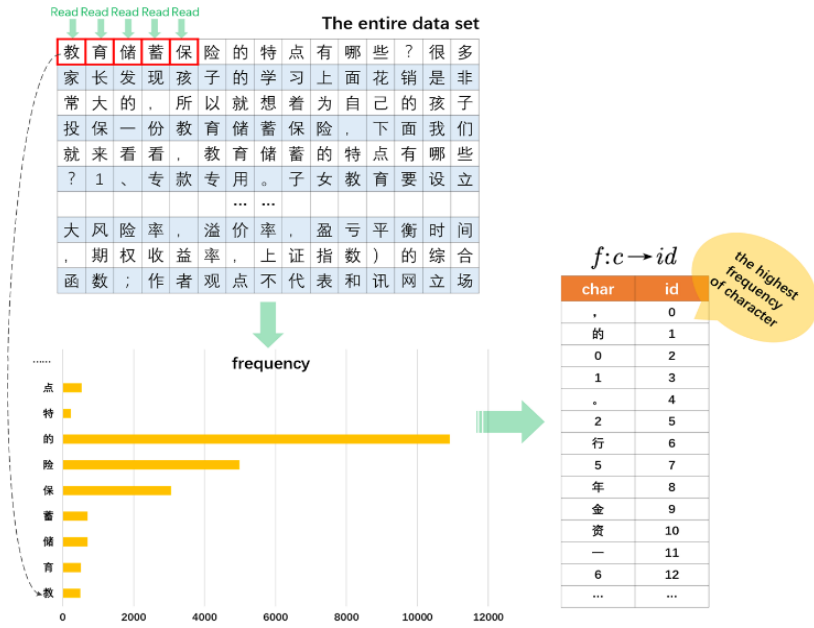 Read Read Read Read Read
The entire data set
教 育 储 蓄 保 险 的 特 点 有 哪 些 ? 很 多
家 长 发 现 孩 子 的 学 习 上 面 花 销 是 非
常 大 的 , 所 以 就 想 着 为 自 己 的 孩 子
投 保 一 份 教 育 储 蓄 保 险 , 下 面 我 们
就 来 看 看 , 教 育 储 蓄 的 特 点 有 哪 些
? 1 、 专 款 专 用 。 子 女 教 育 要 设 立
... ...
大 风 险 率 , 溢 价 率 , 盈 亏 平 衡 时 间
, 期 权 收 益 率 , 上 证 指 数 ) 的 综 合
函 数 ; 作 者 观 点 不 代 表 和 讯 网 立 场
frequency
......
点
特
的
险
保
蓄
储
育
教
0 2000 4000 6000 8000 10000 12000
f:c→id
the highest
frequency
of character
char id
, 0
的 1
0 2
1 3
。 4
2 5
行 6
5 7
年 8
金 9
资 10
一 11
6 12
... ...